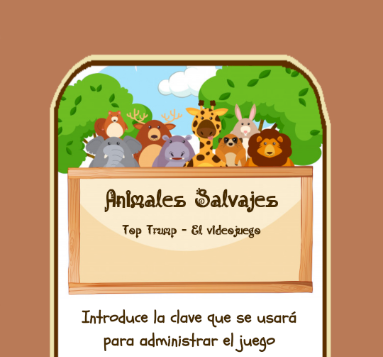 Animales Salvajes
Top Trump - El videojuego
Introduce la clave que se usará
para administrar el juego